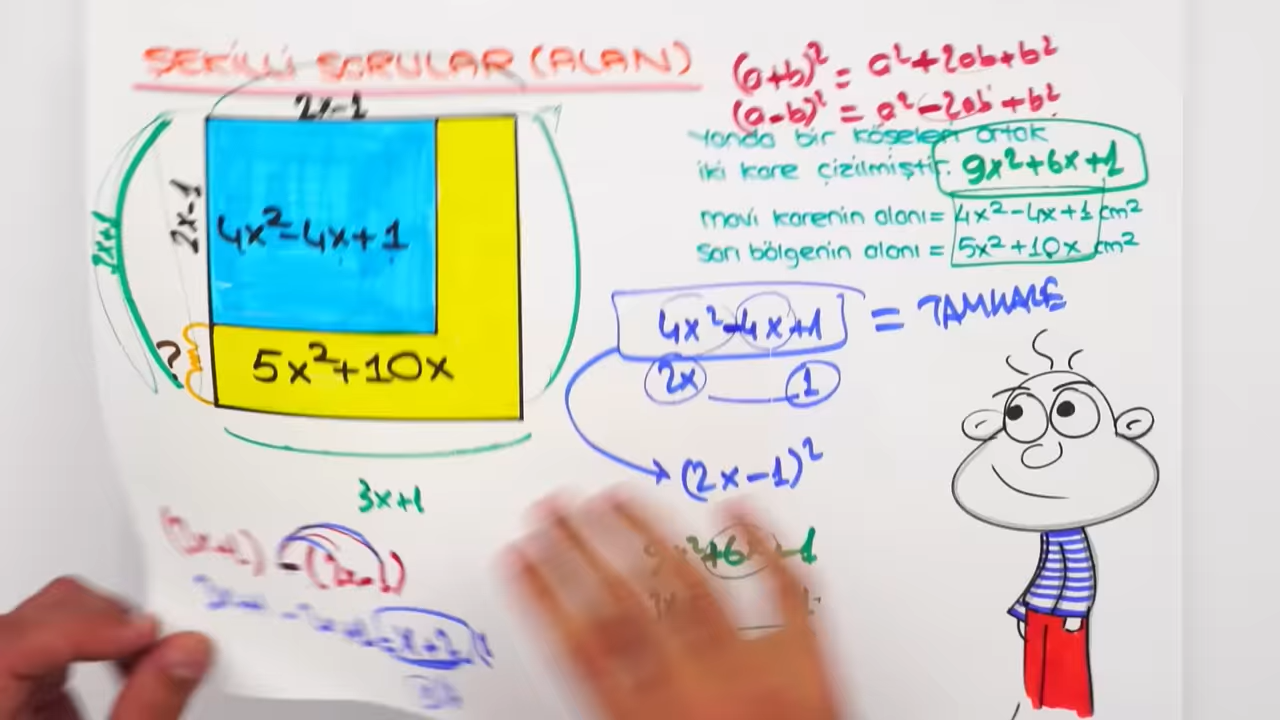 ŞEKİLLİ SORULAR (ALAN)
(a+b)² = a²+2ab+b²
(a-b)² = a²-2ab+b²
Yanda bir köşeleri ortak
iki kare çizilmiştir. 9x²+6x+1
mavi karenin alanı= 4x²-4x+1 cm²
sarı bölgenin alanı = 5x²+10x cm²
2x-1
3x+1
2x-1
4x²-4x+1
?
5x²+10x
3x+1
4x²-4x+1 = TAMKARE
2x 1
(2x-1)²
x+2